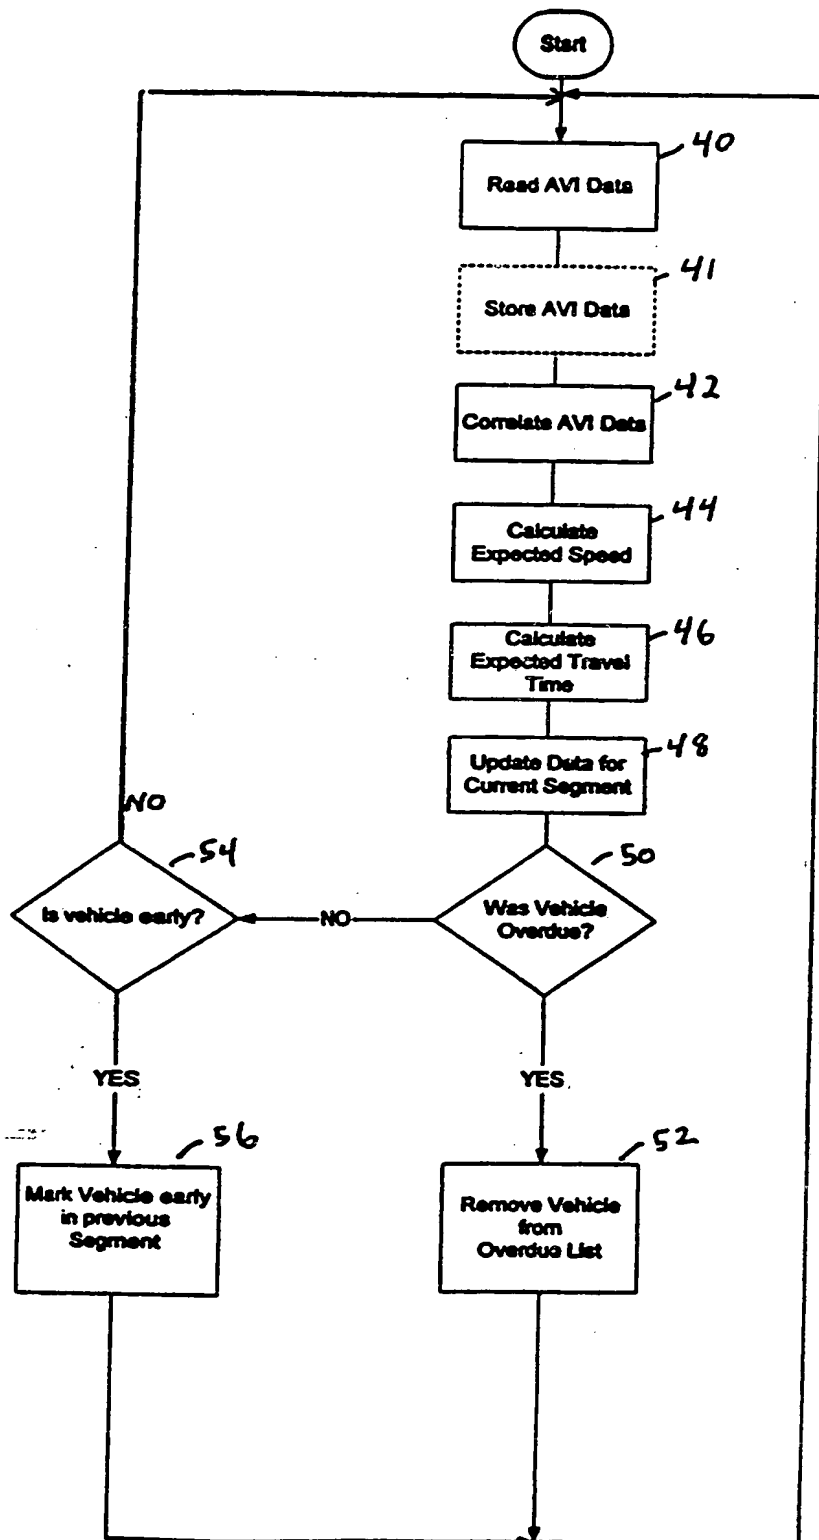 Start
40
Read AVI Data
41
Store AVI Data
42
Correlate AVI Data
44
Calculate
Expected Speed
46
Calculate
Expected Travel
Time
48
Update Data for
Current Segment
NO
54
50
Is vehicle early?
NO
Was Vehicle
Overdue?
YES
YES
56
52
Mark Vehicle early
in previous
Segment
Remove Vehicle
from
Overdue List